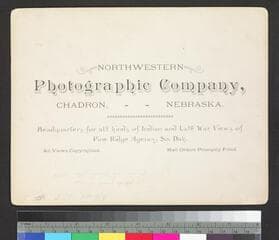 NORTHWESTERN
Photographic Company,
CHADRON, - - NEBRASKA.
Headquarters for all kinds of Indian and Late War Views of
Pine Ridge Agency, So. Dak.
All Views Copyrighted. Mail Orders Promptly Filled.